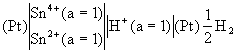 (Pt)|Sn⁴⁺(a = 1)|
|Sn²⁺(a = 1)||H⁺(a = 1)|(Pt) 1/2 H₂